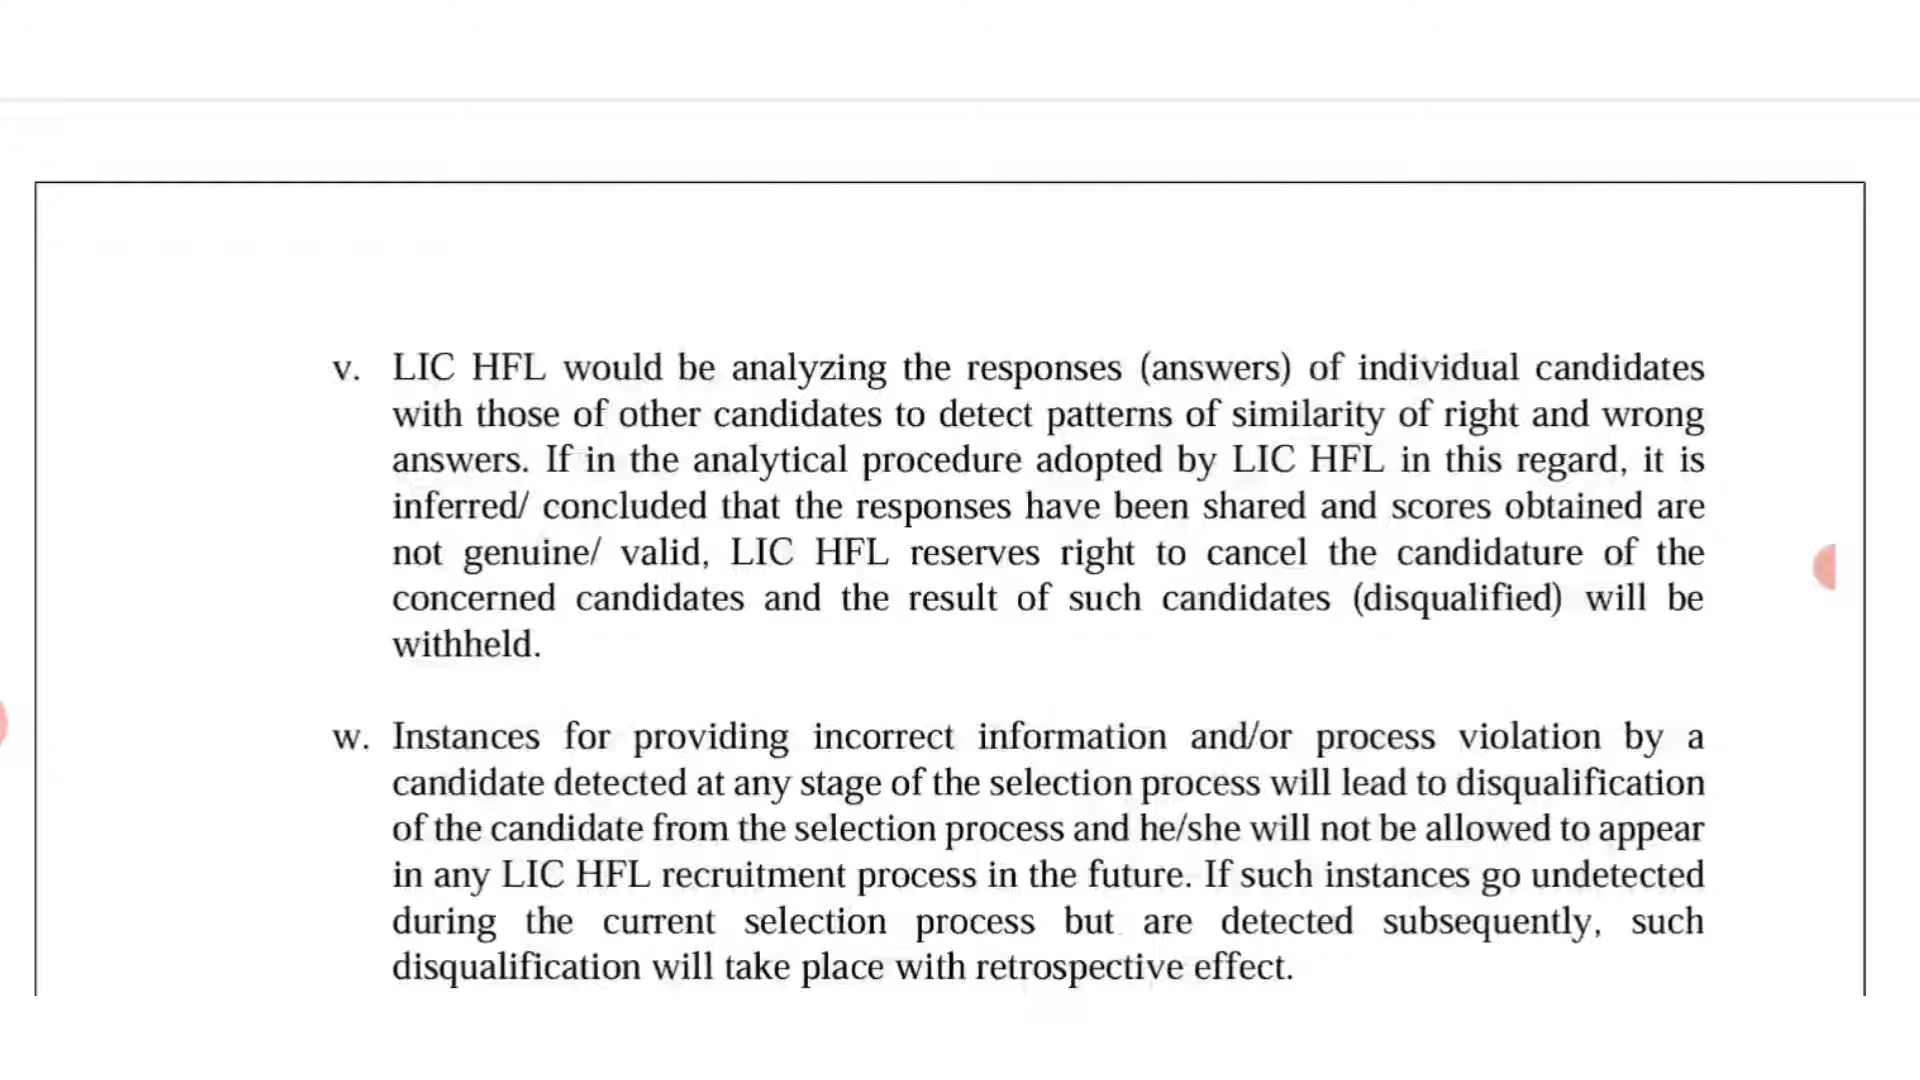 v. LIC HFL would be analyzing the responses (answers) of individual candidates
with those of other candidates to detect patterns of similarity of right and wrong
answers. If in the analytical procedure adopted by LIC HFL in this regard, it is
inferred/ concluded that the responses have been shared and scores obtained are
not genuine/ valid, LIC HFL reserves right to cancel the candidature of the
concerned candidates and the result of such candidates (disqualified) will be
withheld.
w. Instances for providing incorrect information and/or process violation by a
candidate detected at any stage of the selection process will lead to disqualification
of the candidate from the selection process and he/she will not be allowed to appear
in any LIC HFL recruitment process in the future. If such instances go undetected
during the current selection process but are detected subsequently, such
disqualification will take place with retrospective effect.